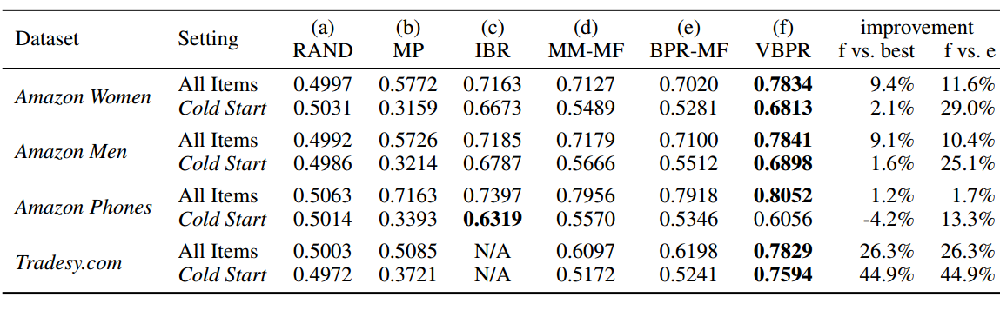 (a) (b) (c) (d) (e) (f) improvement
Dataset Setting RAND MP IBR MM-MF BPR-MF VBPR f vs. best f vs. e
Amazon Women All Items 0.4997 0.5772 0.7163 0.7127 0.7020 0.7834 9.4% 11.6%
Cold Start 0.5031 0.3159 0.6673 0.5489 0.5281 0.6813 2.1% 29.0%
Amazon Men All Items 0.4992 0.5726 0.7185 0.7179 0.7100 0.7841 9.1% 10.4%
Cold Start 0.4986 0.3214 0.6787 0.5666 0.5512 0.6898 1.6% 25.1%
Amazon Phones All Items 0.5063 0.7163 0.7397 0.7956 0.7918 0.8052 1.2% 1.7%
Cold Start 0.5014 0.3393 0.6319 0.5570 0.5346 0.6056 -4.2% 13.3%
Tradesy.com All Items 0.5003 0.5085 N/A 0.6097 0.6198 0.7829 26.3% 26.3%
Cold Start 0.4972 0.3721 N/A 0.5172 0.5241 0.7594 44.9% 44.9%